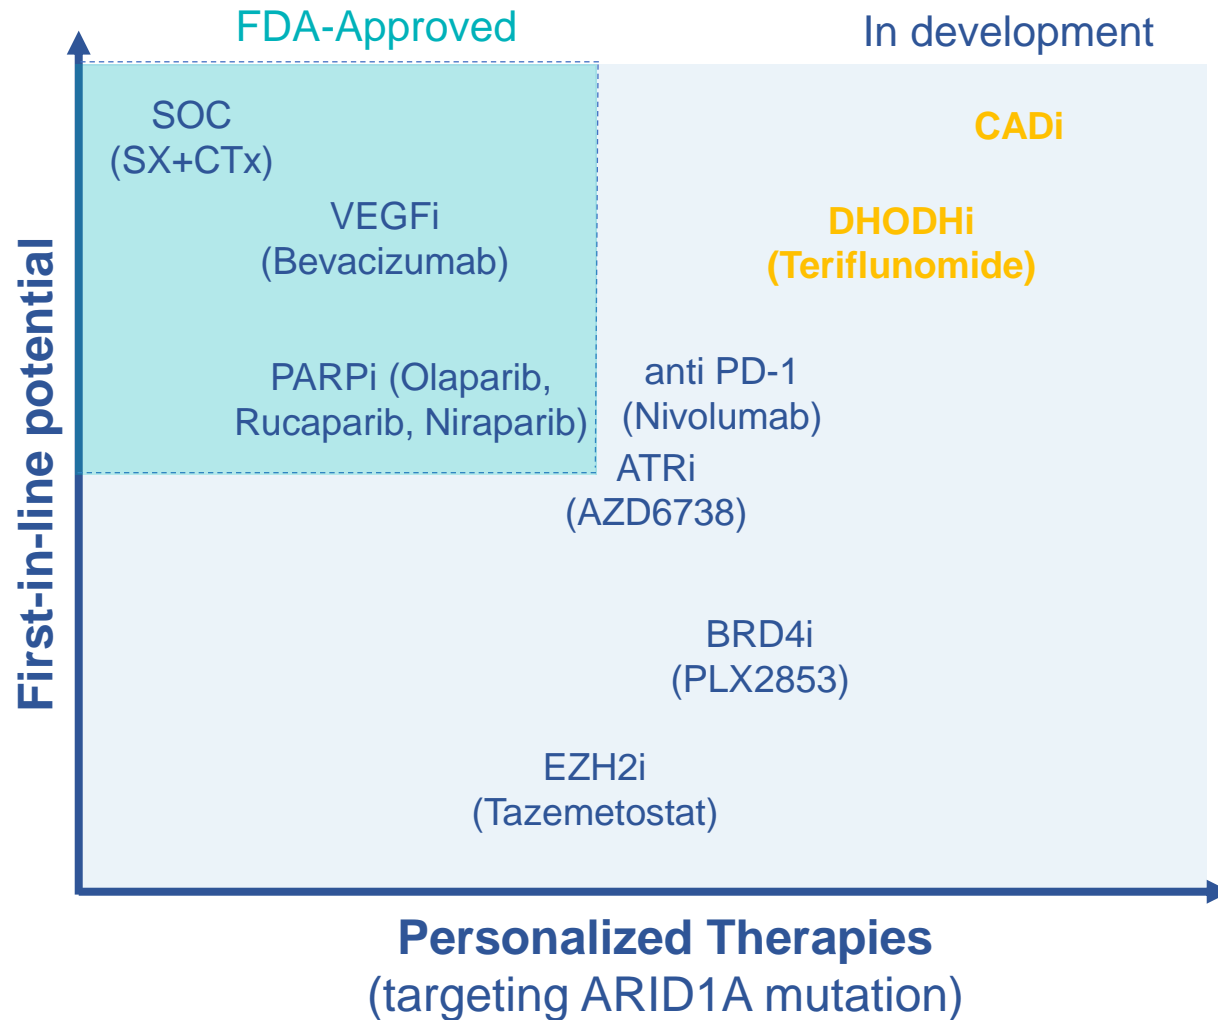 FDA-Approved
In development
SOC
(SX+CTx)
CADi
VEGFi
(Bevacizumab)
DHODHi
(Teriflunomide)
PARPi (Olaparib,
Rucaparib, Niraparib)
anti PD-1
(Nivolumab)
ATRi
(AZD6738)
BRD4i
(PLX2853)
EZH2i
(Tazemetostat)
First-in-line potential
Personalized Therapies
(targeting ARID1A mutation)